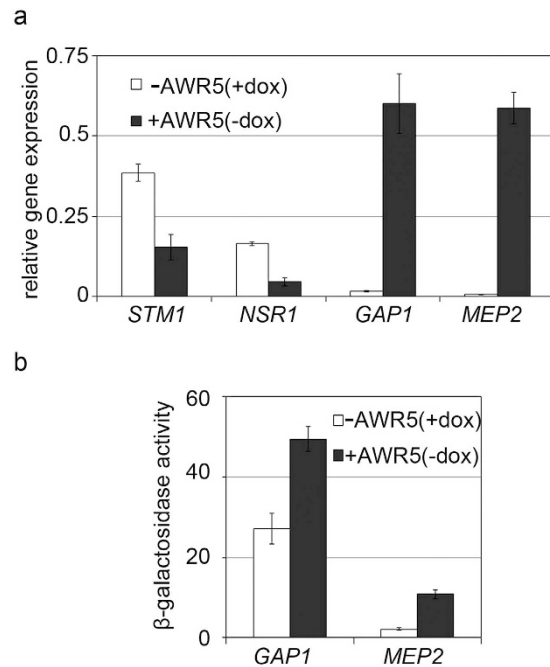 a
0.75
−AWR5(+dox)
+AWR5(-dox)
0.5
0.25
0
relative gene expression
STM1 NSR1 GAP1 MEP2
b
60
−AWR5(+dox)
+AWR5(-dox)
40
20
0
β-galactosidase activity
GAP1 MEP2